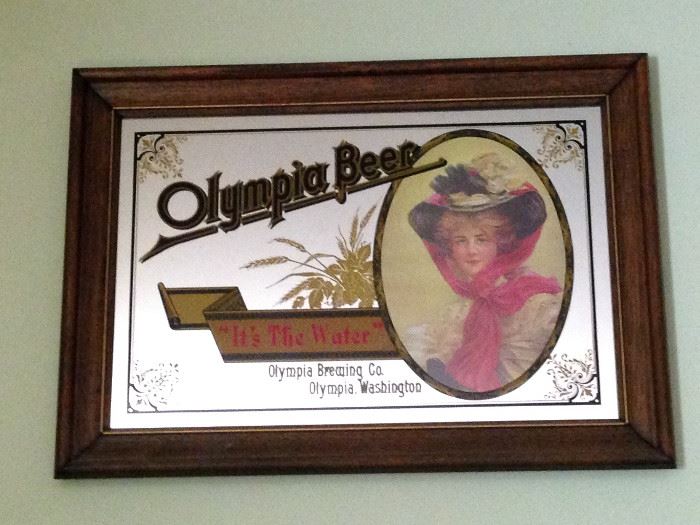 Olympia Beer
"It's The Water"
Olympia Brewing Co.
Olympia, Washington